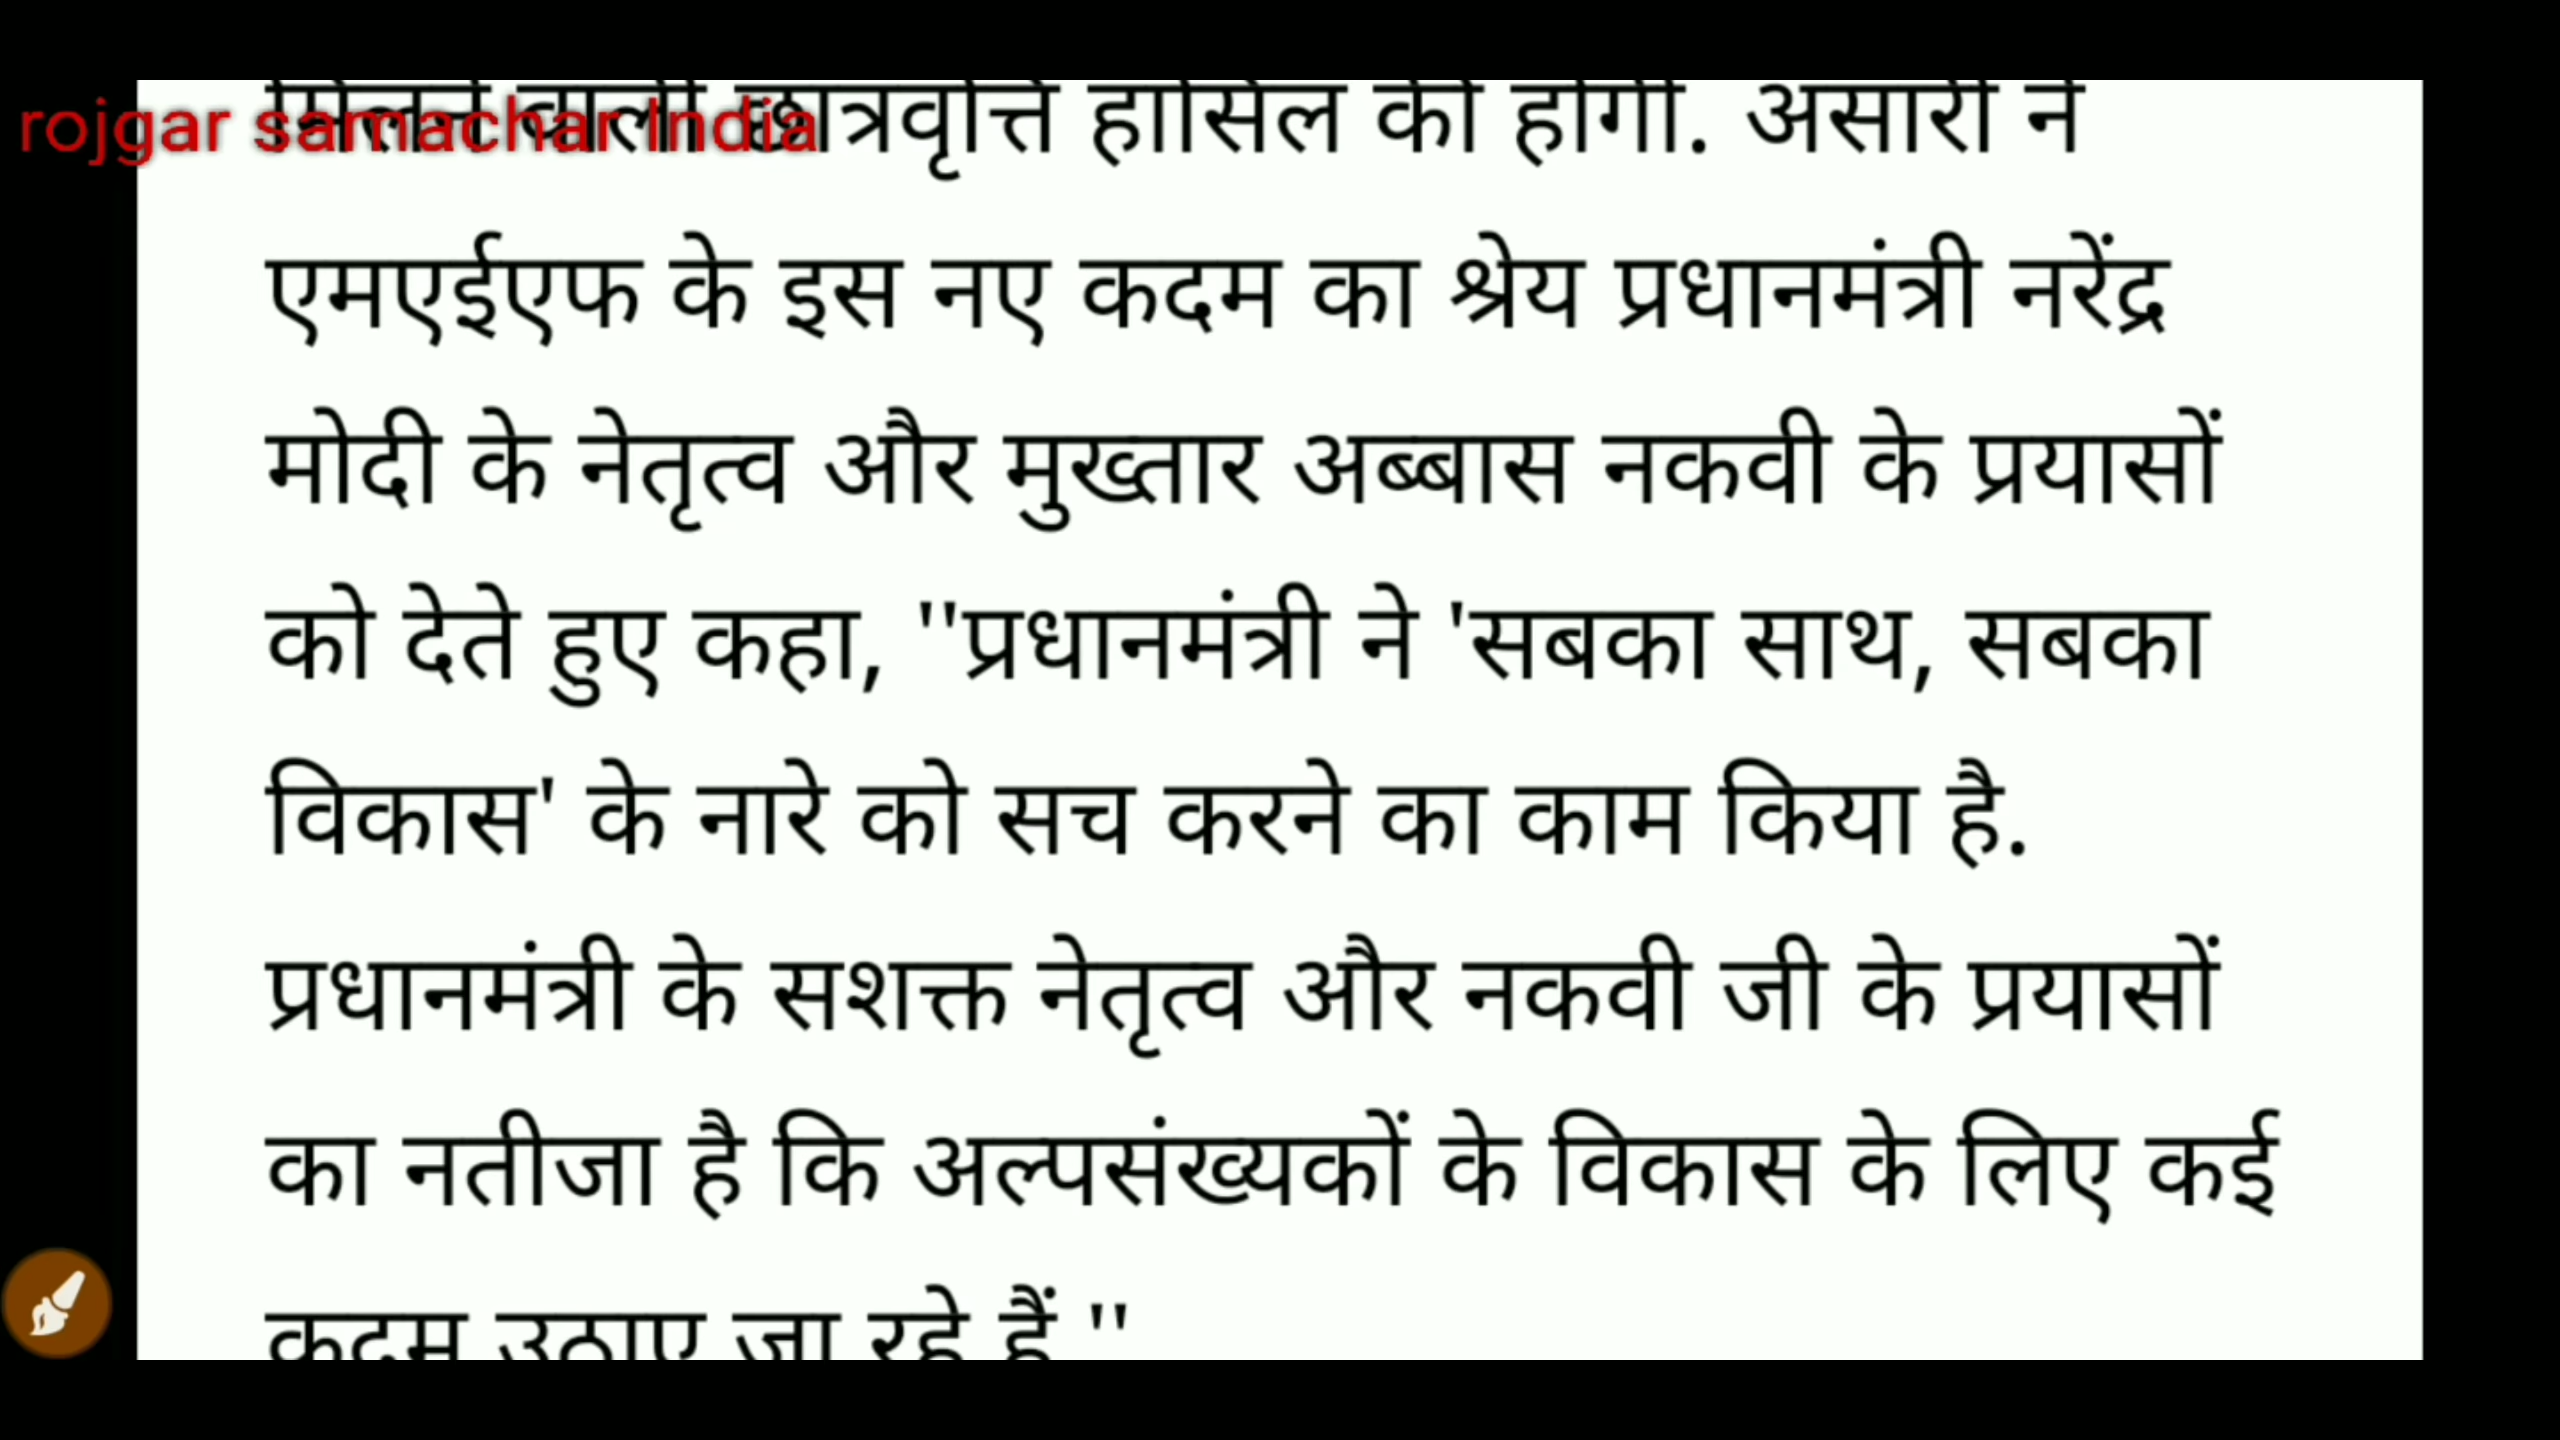 rojgar samachar India
मिलने वाली छात्रवृत्ति हासिल की होगी. अंसारी ने
एमएईएफ के इस नए कदम का श्रेय प्रधानमंत्री नरेंद्र
मोदी के नेतृत्व और मुख्तार अब्बास नकवी के प्रयासों
को देते हुए कहा, ''प्रधानमंत्री ने 'सबका साथ, सबका
विकास' के नारे को सच करने का काम किया है.
प्रधानमंत्री के सशक्त नेतृत्व और नकवी जी के प्रयासों
का नतीजा है कि अल्पसंख्यकों के विकास के लिए कई
कदम उठाए जा रहे हैं ''